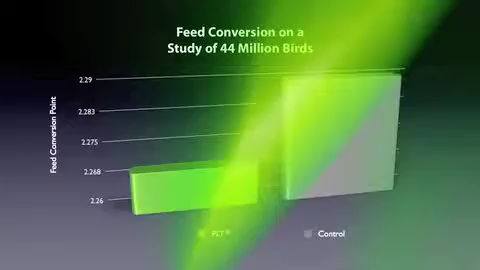 Feed Conversion on a
Study of 44 Million Birds
2.29
2.283
2.275
2.268
2.26
Feed Conversion Point
Control